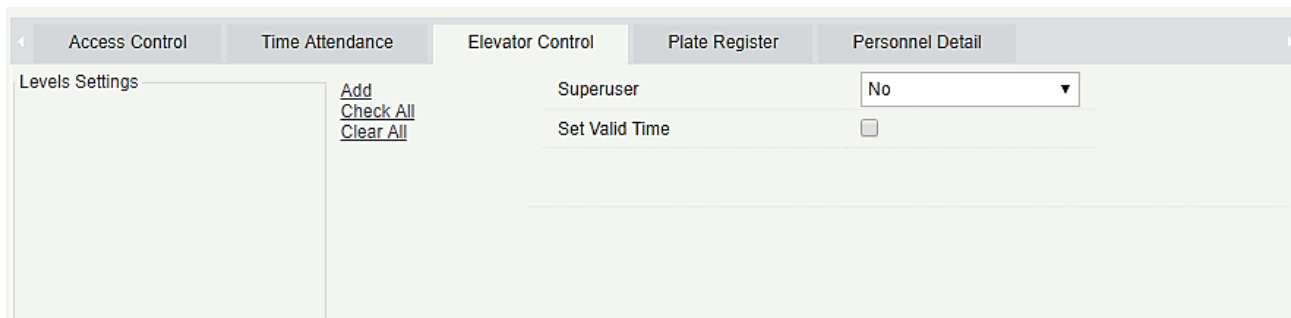 Access Control Time Attendance Elevator Control Plate Register Personnel Detail
Levels Settings
Add
Check All
Clear All
Superuser No
Set Valid Time